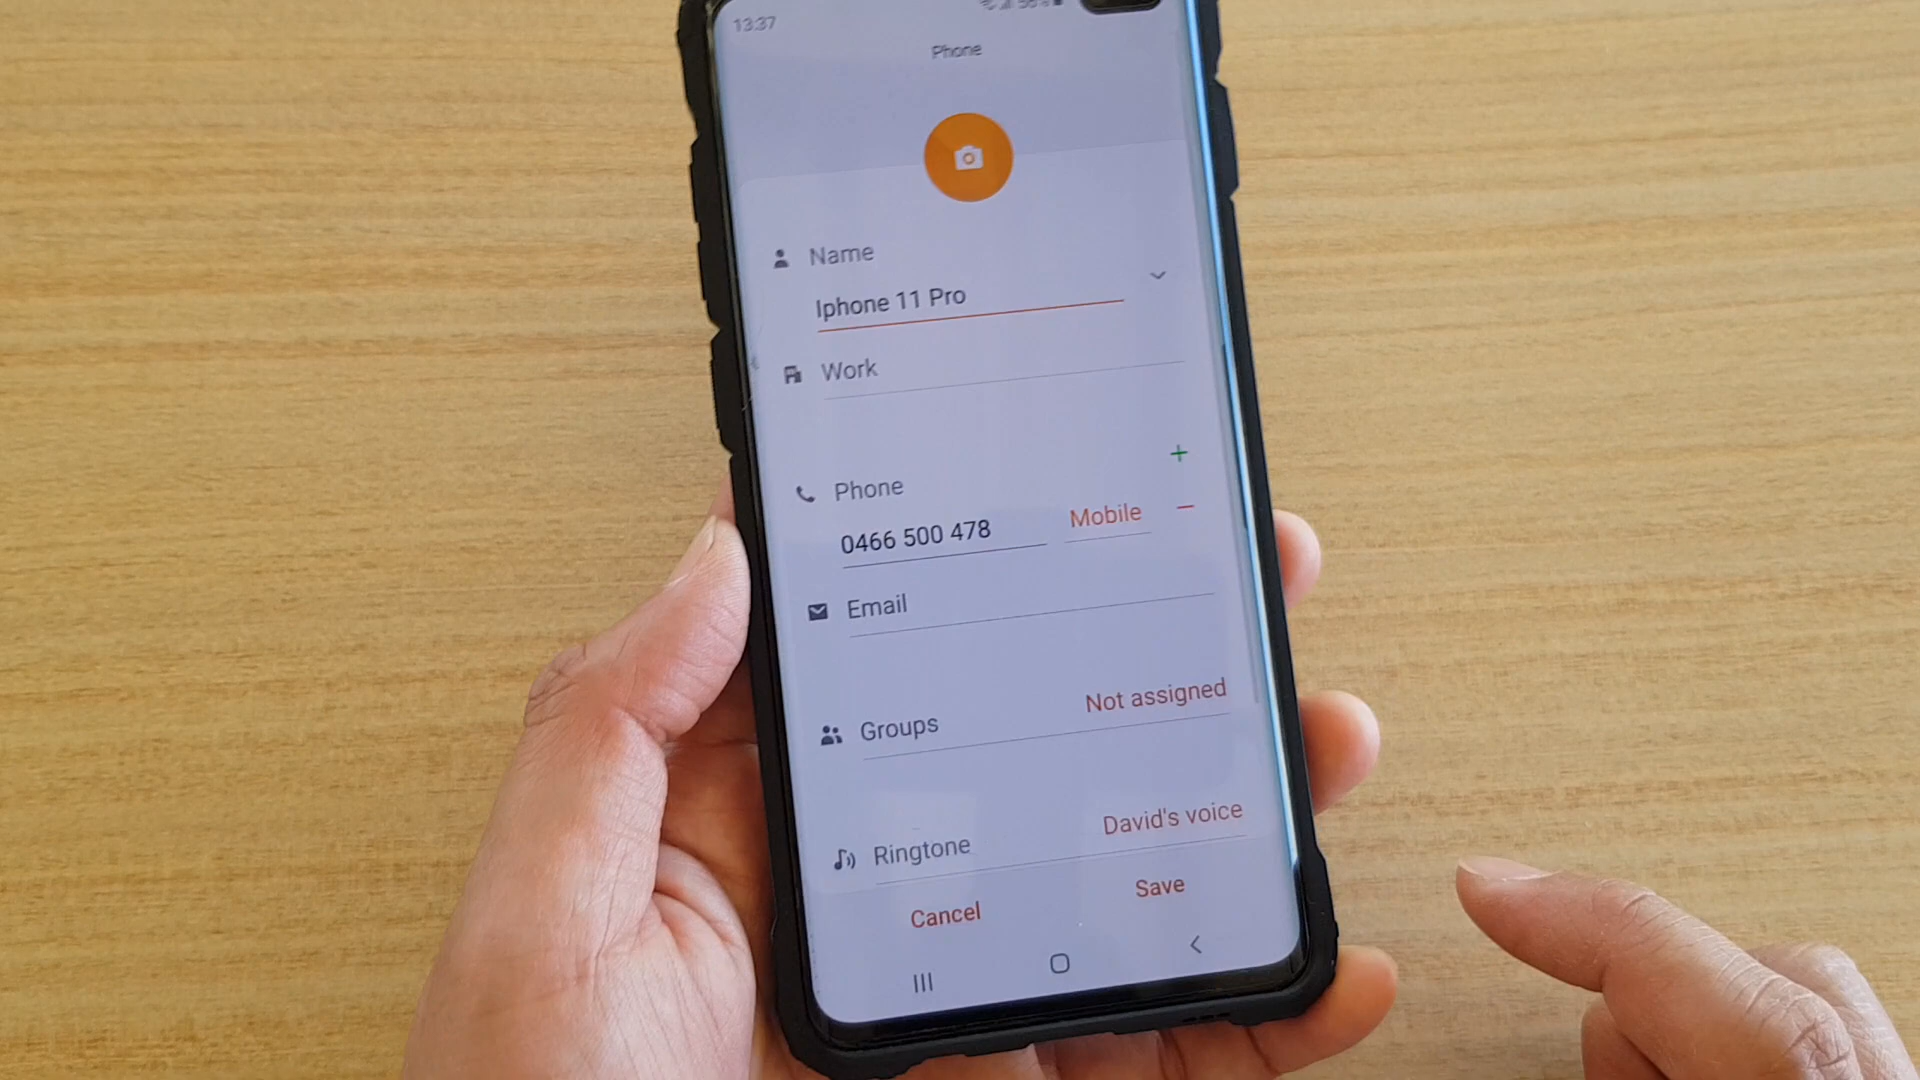 13:37
Phone
Name
Iphone 11 Pro
Work
Phone
0466 500 478 Mobile
Email
Groups Not assigned
Ringtone David's voice
Cancel Save